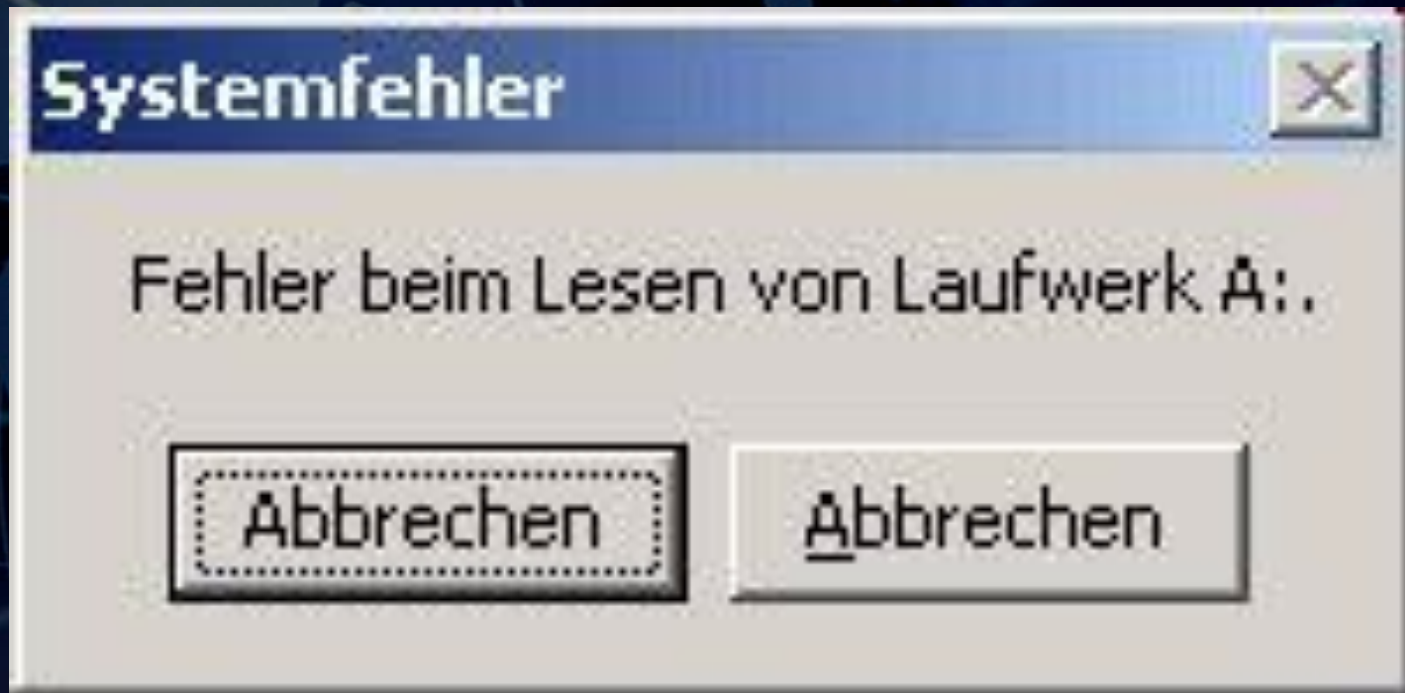 Systemfehler
Fehler beim Lesen von Laufwerk A:.
Abbrechen Abbrechen